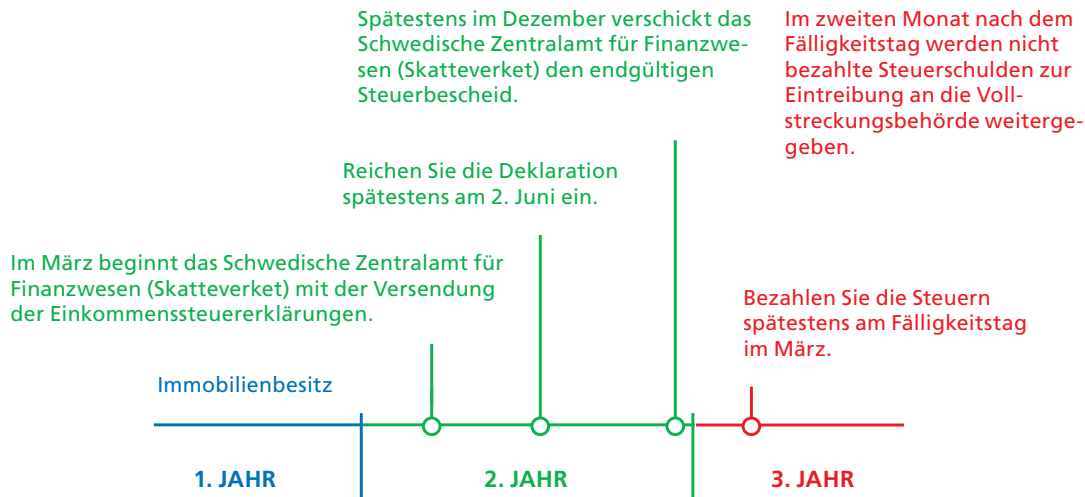 Spätestens im Dezember verschickt das
Schwedische Zentralamt für Finanzwe-
sen (Skatteverket) den endgültigen
Steuerbescheid.
Im zweiten Monat nach dem
Fälligkeitstag werden nicht
bezahlte Steuerschulden zur
Eintreibung an die Voll-
streckungsbehörde weiterge-
geben.
Reichen Sie die Deklaration
spätestens am 2. Juni ein.
Im März beginnt das Schwedische Zentralamt für
Finanzwesen (Skatteverket) mit der Versendung
der Einkommenssteuererklärungen.
Bezahlen Sie die Steuern
spätestens am Fälligkeitstag
im März.
Immobilienbesitz
1. JAHR
2. JAHR
3. JAHR